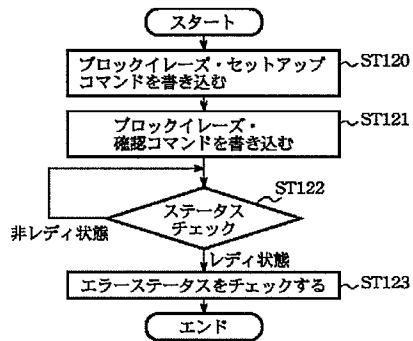 スタート
ブロックイレーズ・セットアップ
コマンドを書き込む
ST120
ブロックイレーズ・
確認コマンドを書き込む
ST121
ST122
ステータス
チェック
非レディ状態
レディ状態
エラーステータスをチェックする
ST123
エンド